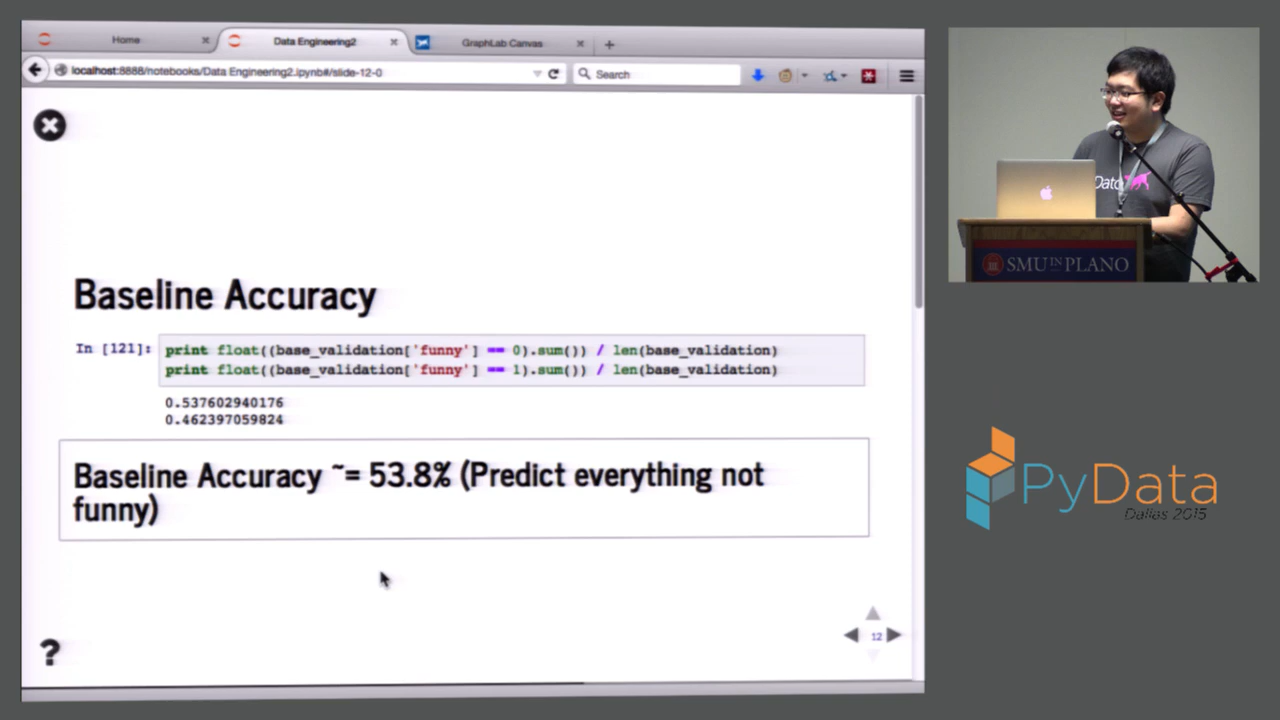 Home
Data Engineering2
GraphLab Canvas
localhost:8888/notebooks/Data Engineering2.ipynb#/slide-12-0
Search
Baseline Accuracy
In [121]: print float((base_validation['funny'] == 0).sum()) / len(base_validation)
print float((base_validation['funny'] == 1).sum()) / len(base_validation)
0.537602940176
0.462397059824
Baseline Accuracy ~= 53.8% (Predict everything not
funny)
12
?
Dato
SMU IN PLANO
PyData
Dallas 2015